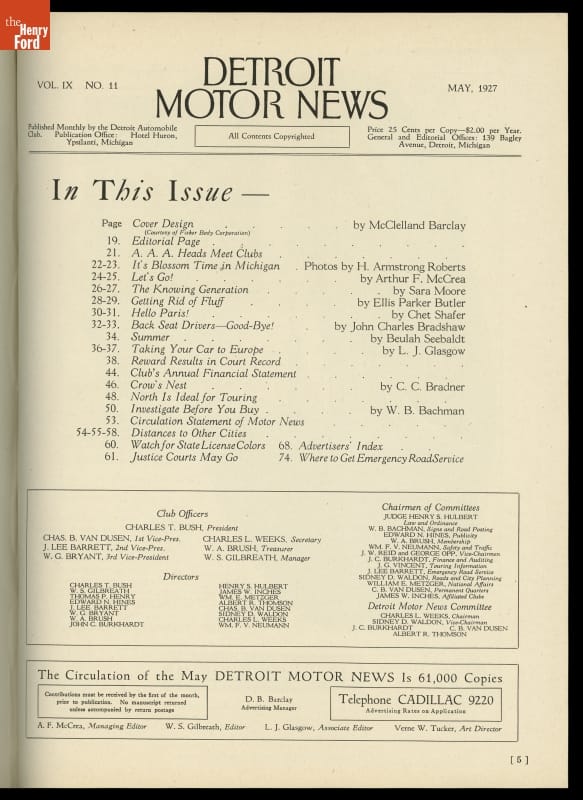 the
Henry
Ford
VOL. IX NO. 11
DETROIT
MOTOR NEWS
MAY, 1927
Published Monthly by the Detroit Automobile
Club. Publication Office: Hotel Huron,
Ypsilanti, Michigan
All Contents Copyrighted
Price 25 Cents per Copy—$2.00 per Year.
General and Editorial Offices: 139 Bagley
Avenue, Detroit, Michigan
In This Issue —
Page Cover Design . . . . by McClelland Barclay
(Courtesy of Fisher Body Corporation)
19. Editorial Page
21. A. A. A. Heads Meet Clubs
22-23. It's Blossom Time in Michigan . Photos by H. Armstrong Roberts
24-25. Let's Go! . . . . by Arthur F. McCrea
26-27. The Knowing Generation . . . . by Sara Moore
28-29. Getting Rid of Fluff . . . . by Ellis Parker Butler
30-31. Hello Paris! . . . . by Chet Shafer
32-33. Back Seat Drivers—Good-Bye! . . by John Charles Bradshaw
34. Summer . . . . by Beulah Seebaldt
36-37. Taking Your Car to Europe . . . . by L. J. Glasgow
38. Reward Results in Court Record
44. Club's Annual Financial Statement
46. Crow's Nest . . . . by C. C. Bradner
48. North Is Ideal for Touring
50. Investigate Before You Buy . . . . by W. B. Bachman
53. Circulation Statement of Motor News
54-55-58. Distances to Other Cities
60. Watch for State License Colors 68. Advertisers' Index
61. Justice Courts May Go 74. Where to Get Emergency Road Service
Club Officers
CHARLES T. BUSH, President
CHAS. B. VAN DUSEN, 1st Vice-Pres. CHARLES L. WEEKS, Secretary
J. LEE BARRETT, 2nd Vice-Pres. W. A. BRUSH, Treasurer
W. G. BRYANT, 3rd Vice-President W. S. GILBREATH, Manager
Directors
CHARLES T. BUSH
W. S. GILBREATH
THOMAS P. HENRY
EDWARD N. HINES
J. LEE BARRETT
W. G. BRYANT
W. A. BRUSH
JOHN C. BURKHARDT
HENRY S. HULBERT
JAMES W. INCHES
WM. E. METZGER
ALBERT R. THOMSON
CHAS. B. VAN DUSEN
SIDNEY D. WALDON
CHARLES L. WEEKS
WM. F. V. NEUMANN
Chairmen of Committees
JUDGE HENRY S. HULBERT
Law and Ordinance
W. B. BACHMAN, Signs and Road Posting
EDWARD N. HINES, Publicity
W. A. BRUSH, Membership
WM. F. V. NEUMANN, Safety and Traffic
J. W. REID and GEORGE OPP, Vice-Chairmen
J. C. BURKHARDT, Finance and Auditing
J. G. VINCENT, Touring Information
J. LEE BARRETT, Emergency Road Service
SIDNEY D. WALDON, Roads and City Planning
WILLIAM E. METZGER, National Affairs
C. B. VAN DUSEN, Permanent Quarters
JAMES W. INCHES, Affiliated Clubs
Detroit Motor News Committee
CHARLES L. WEEKS, Chairman
SIDNEY D. WALDON, Vice-Chairman
J. C. BURKHARDT C. B. VAN DUSEN
ALBERT R. THOMSON
The Circulation of the May DETROIT MOTOR NEWS Is 61,000 Copies
Contributions must be received by the first of the month,
prior to publication. No manuscript returned
unless accompanied by return postage
D. B. Barclay
Advertising Manager
Telephone CADILLAC 9220
Advertising Rates on Application
A. F. McCrea, Managing Editor W. S. Gilbreath, Editor L. J. Glasgow, Associate Editor Verne W. Tucker, Art Director
[ 5 ]